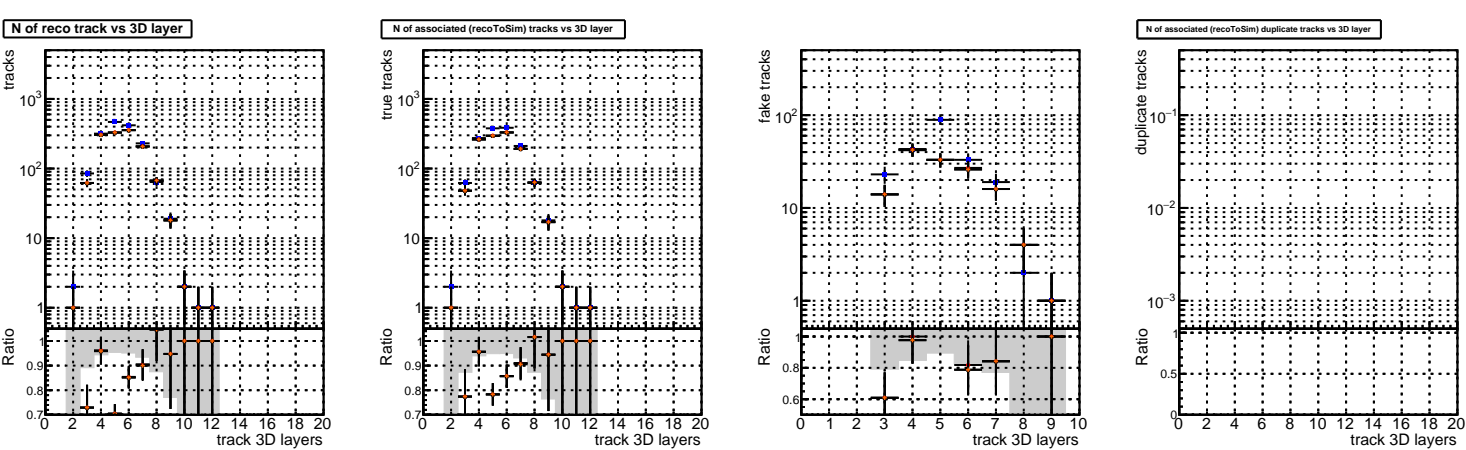 N of reco track vs 3D layer
tracks
10³
10²
10
1
Ratio
1
0.9
0.8
0.7
0 2 4 6 8 10 12 14 16 18 20
track 3D layers
N of associated (recoToSim) tracks vs 3D layer
true tracks
10³
10²
10
1
Ratio
1
0.9
0.8
0.7
0 2 4 6 8 10 12 14 16 18 20
track 3D layers
fake tracks
10²
10
1
Ratio
1
0.8
0.6
0 1 2 3 4 5 6 7 8 9 10
track 3D layers
N of associated (recoToSim) duplicate tracks vs 3D layer
duplicate tracks
10⁻¹
10⁻²
10⁻³
Ratio
1
0.5
0
0 2 4 6 8 10 12 14 16 18 20
track 3D layers